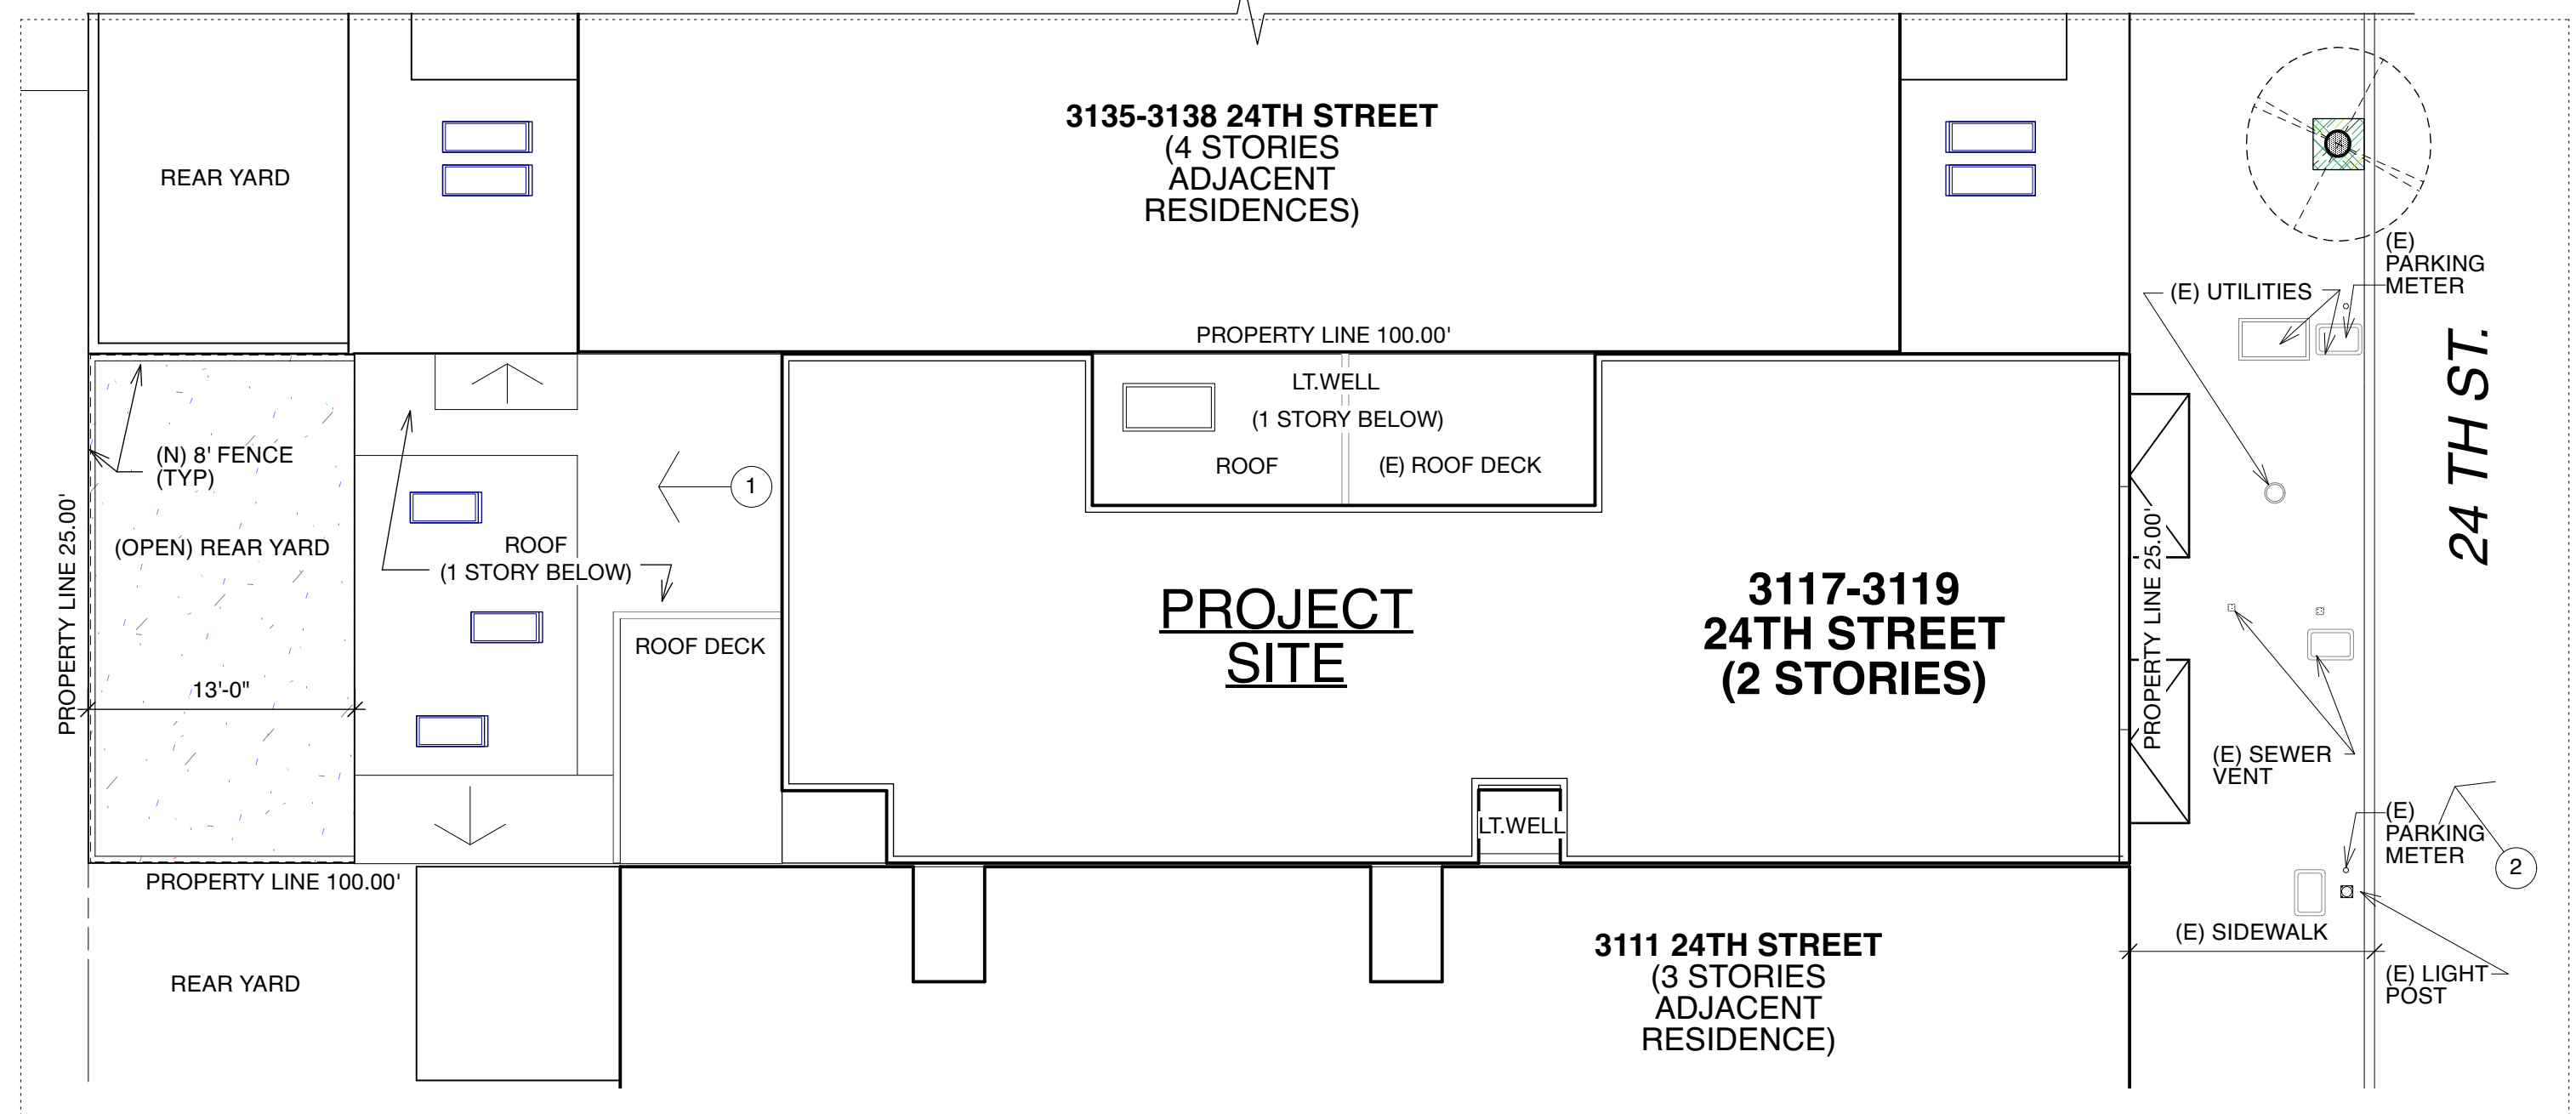 3135-3138 24TH STREET
(4 STORIES
ADJACENT
RESIDENCES)
REAR YARD
(E)
PARKING
METER
(E) UTILITIES
PROPERTY LINE 100.00'
24 TH ST.
LT.WELL
(1 STORY BELOW)
ROOF
(E) ROOF DECK
(N) 8' FENCE
(TYP)
1
PROPERTY LINE 25.00'
(OPEN) REAR YARD
ROOF
(1 STORY BELOW)
PROJECT
SITE
3117-3119
24TH STREET
(2 STORIES)
PROPERTY LINE 25.00'
ROOF DECK
13'-0"
(E) SEWER
VENT
LT.WELL
(E)
PARKING
METER
2
PROPERTY LINE 100.00'
REAR YARD
3111 24TH STREET
(3 STORIES
ADJACENT
RESIDENCE)
(E) SIDEWALK
(E) LIGHT
POST